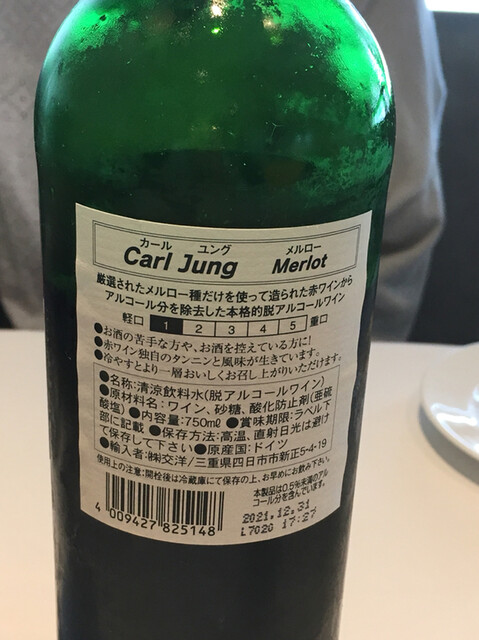 カール ユング メルロー
Carl Jung Merlot
厳選されたメルロー種だけを使って造られた赤ワインから
アルコール分を除去した本格的脱アルコールワイン
軽口 1 2 3 4 5 重口
●お酒の苦手な方や、お酒を控えている方に!
●赤ワイン独自のタンニンと風味が生きています。
●冷やすとより一層おいしくお召し上がりいただけます。
●名称:清涼飲料水(脱アルコールワイン)
●原材料名:ワイン、砂糖、酸化防止剤(亜硫
酸塩) ●内容量:750mℓ ●賞味期限:ラベル下
部に記載 ●保存方法:高温、直射日光は避け
て保存して下さい ●原産国:ドイツ
●輸入者:㈱交洋/三重県四日市市新正5-4-19
使用上の注意:開栓後は冷蔵庫にて保存の上、お早めにお飲み下さい。
本製品は0.5%未満のアル
コール分を含んでいます。
4 009427 825148
2021.12.31
L702G 17:27